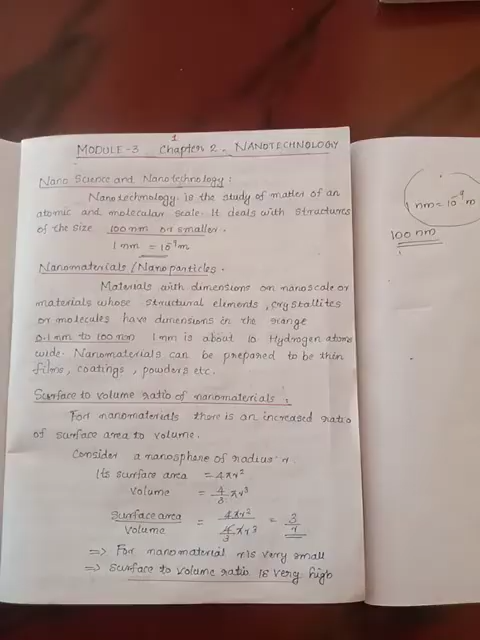 1
MODULE-3 Chapter 2. NANOTECHNOLOGY
Nano Science and Nanotechnology:
Nanotechnology is the study of matter of an
atomic and molecular scale. It deals with structures
of the size 100nm or smaller.
1nm = 10⁻⁹m
Nanomaterials/Nanoparticles.
Materials with dimensions on nanoscale or
materials whose structural elements, crystallites
or molecules have dimensions in the range
0.1nm to 100nm 1nm is about 10 Hydrogen atoms
wide. Nanomaterials can be prepared to be thin
films, coatings, powders etc.
Surface to volume ratio of nanomaterials:
For nanomaterials there is an increased ratio
of surface area to volume.
Consider a nanosphere of radius r.
Its surface area = 4πr²
volume = 4/3 πr³
Surface area / Volume = 4πr² / 4/3 πr³ = 3/r
=> For nanomaterial r is very small
=> Surface to volume ratio is very high
1nm = 10⁻⁹m
100nm